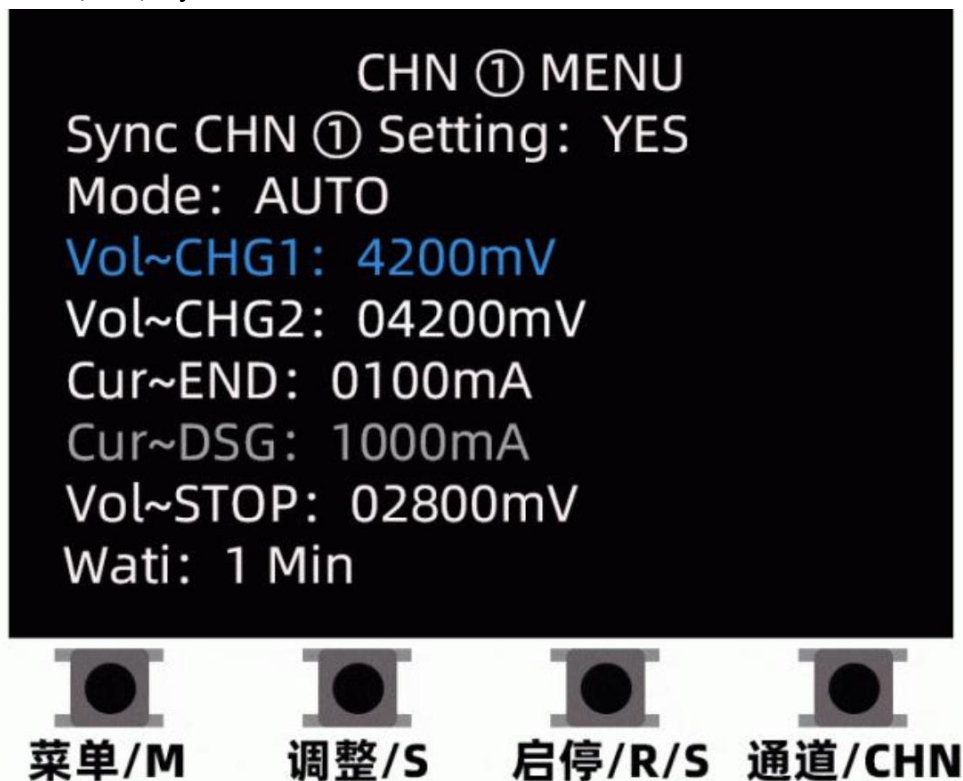 CHN ① MENU
Sync CHN ① Setting: YES
Mode: AUTO
Vol~CHG1: 4200mV
Vol~CHG2: 04200mV
Cur~END: 0100mA
Cur~DSG: 1000mA
Vol~STOP: 02800mV
Wati: 1 Min
菜单/M 调整/S 启停/R/S 通道/CHN